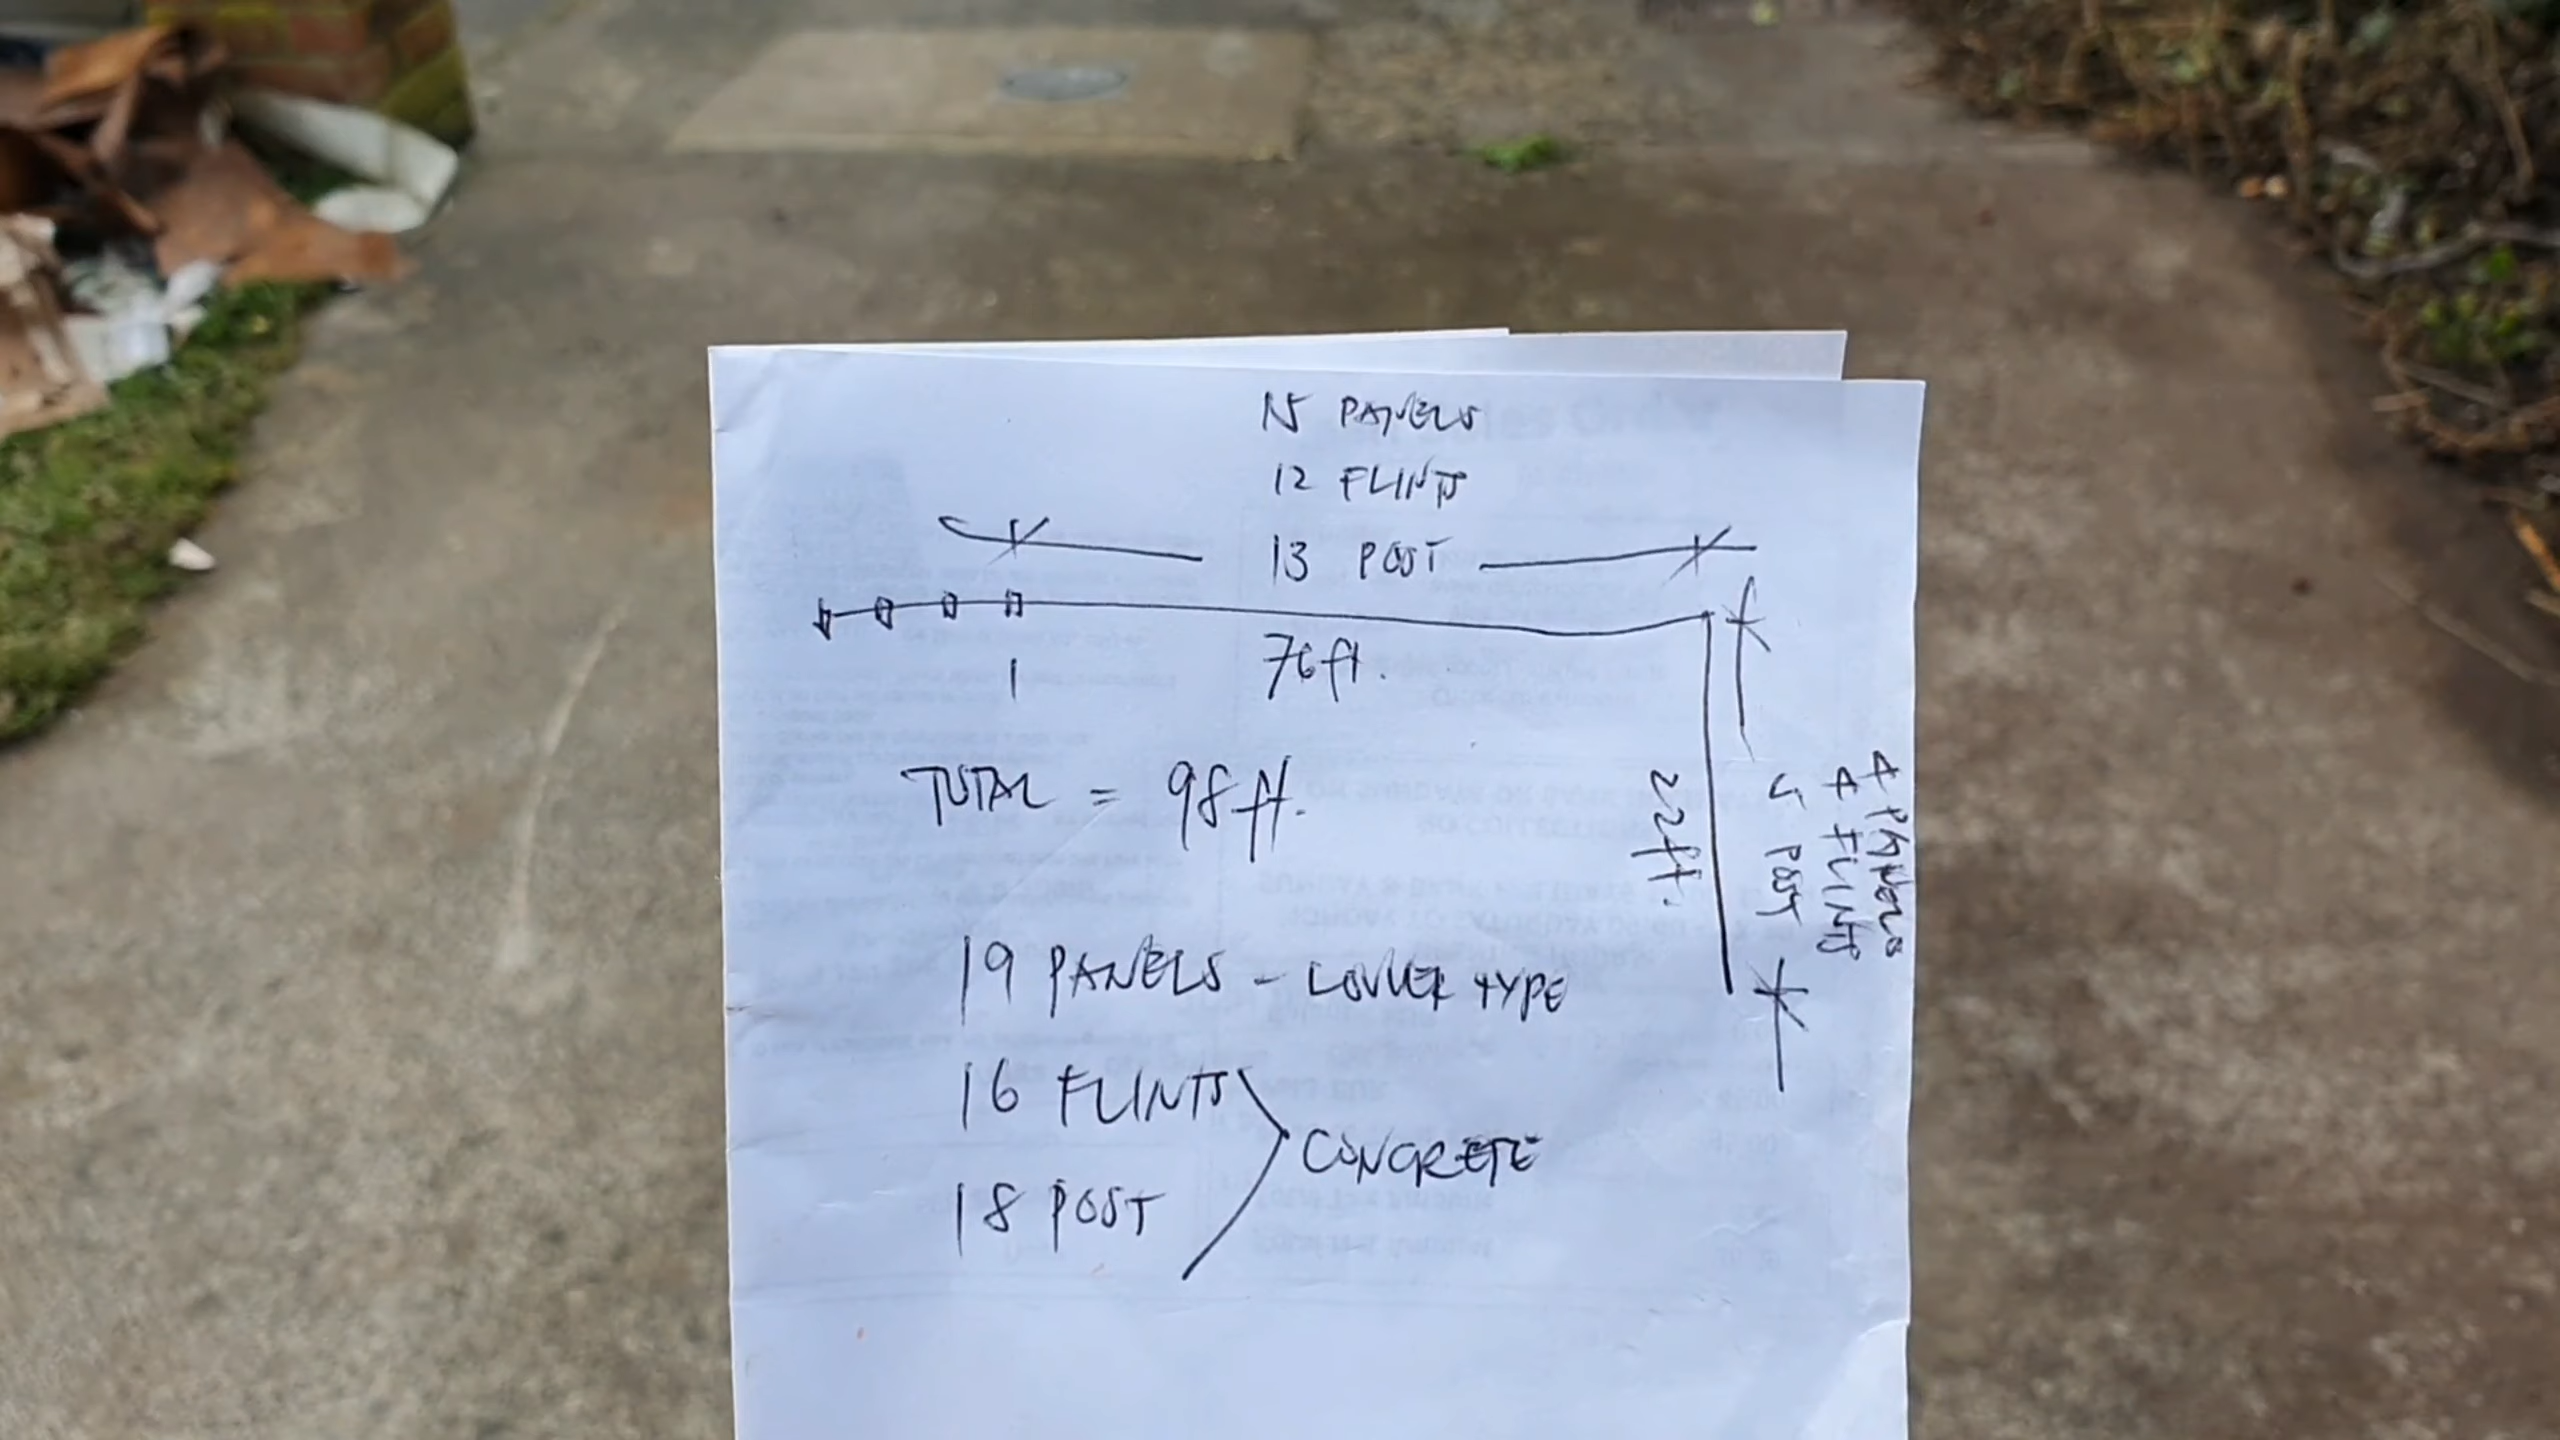 15 PANELS
12 FLINTS
13 POST
76ft.
TOTAL = 98ft.
22ft.
5 POST
4 FLINTS
4 PANELS
19 PANELS - LOUVER TYPE
16 FLINTS
18 POST
CONCRETE